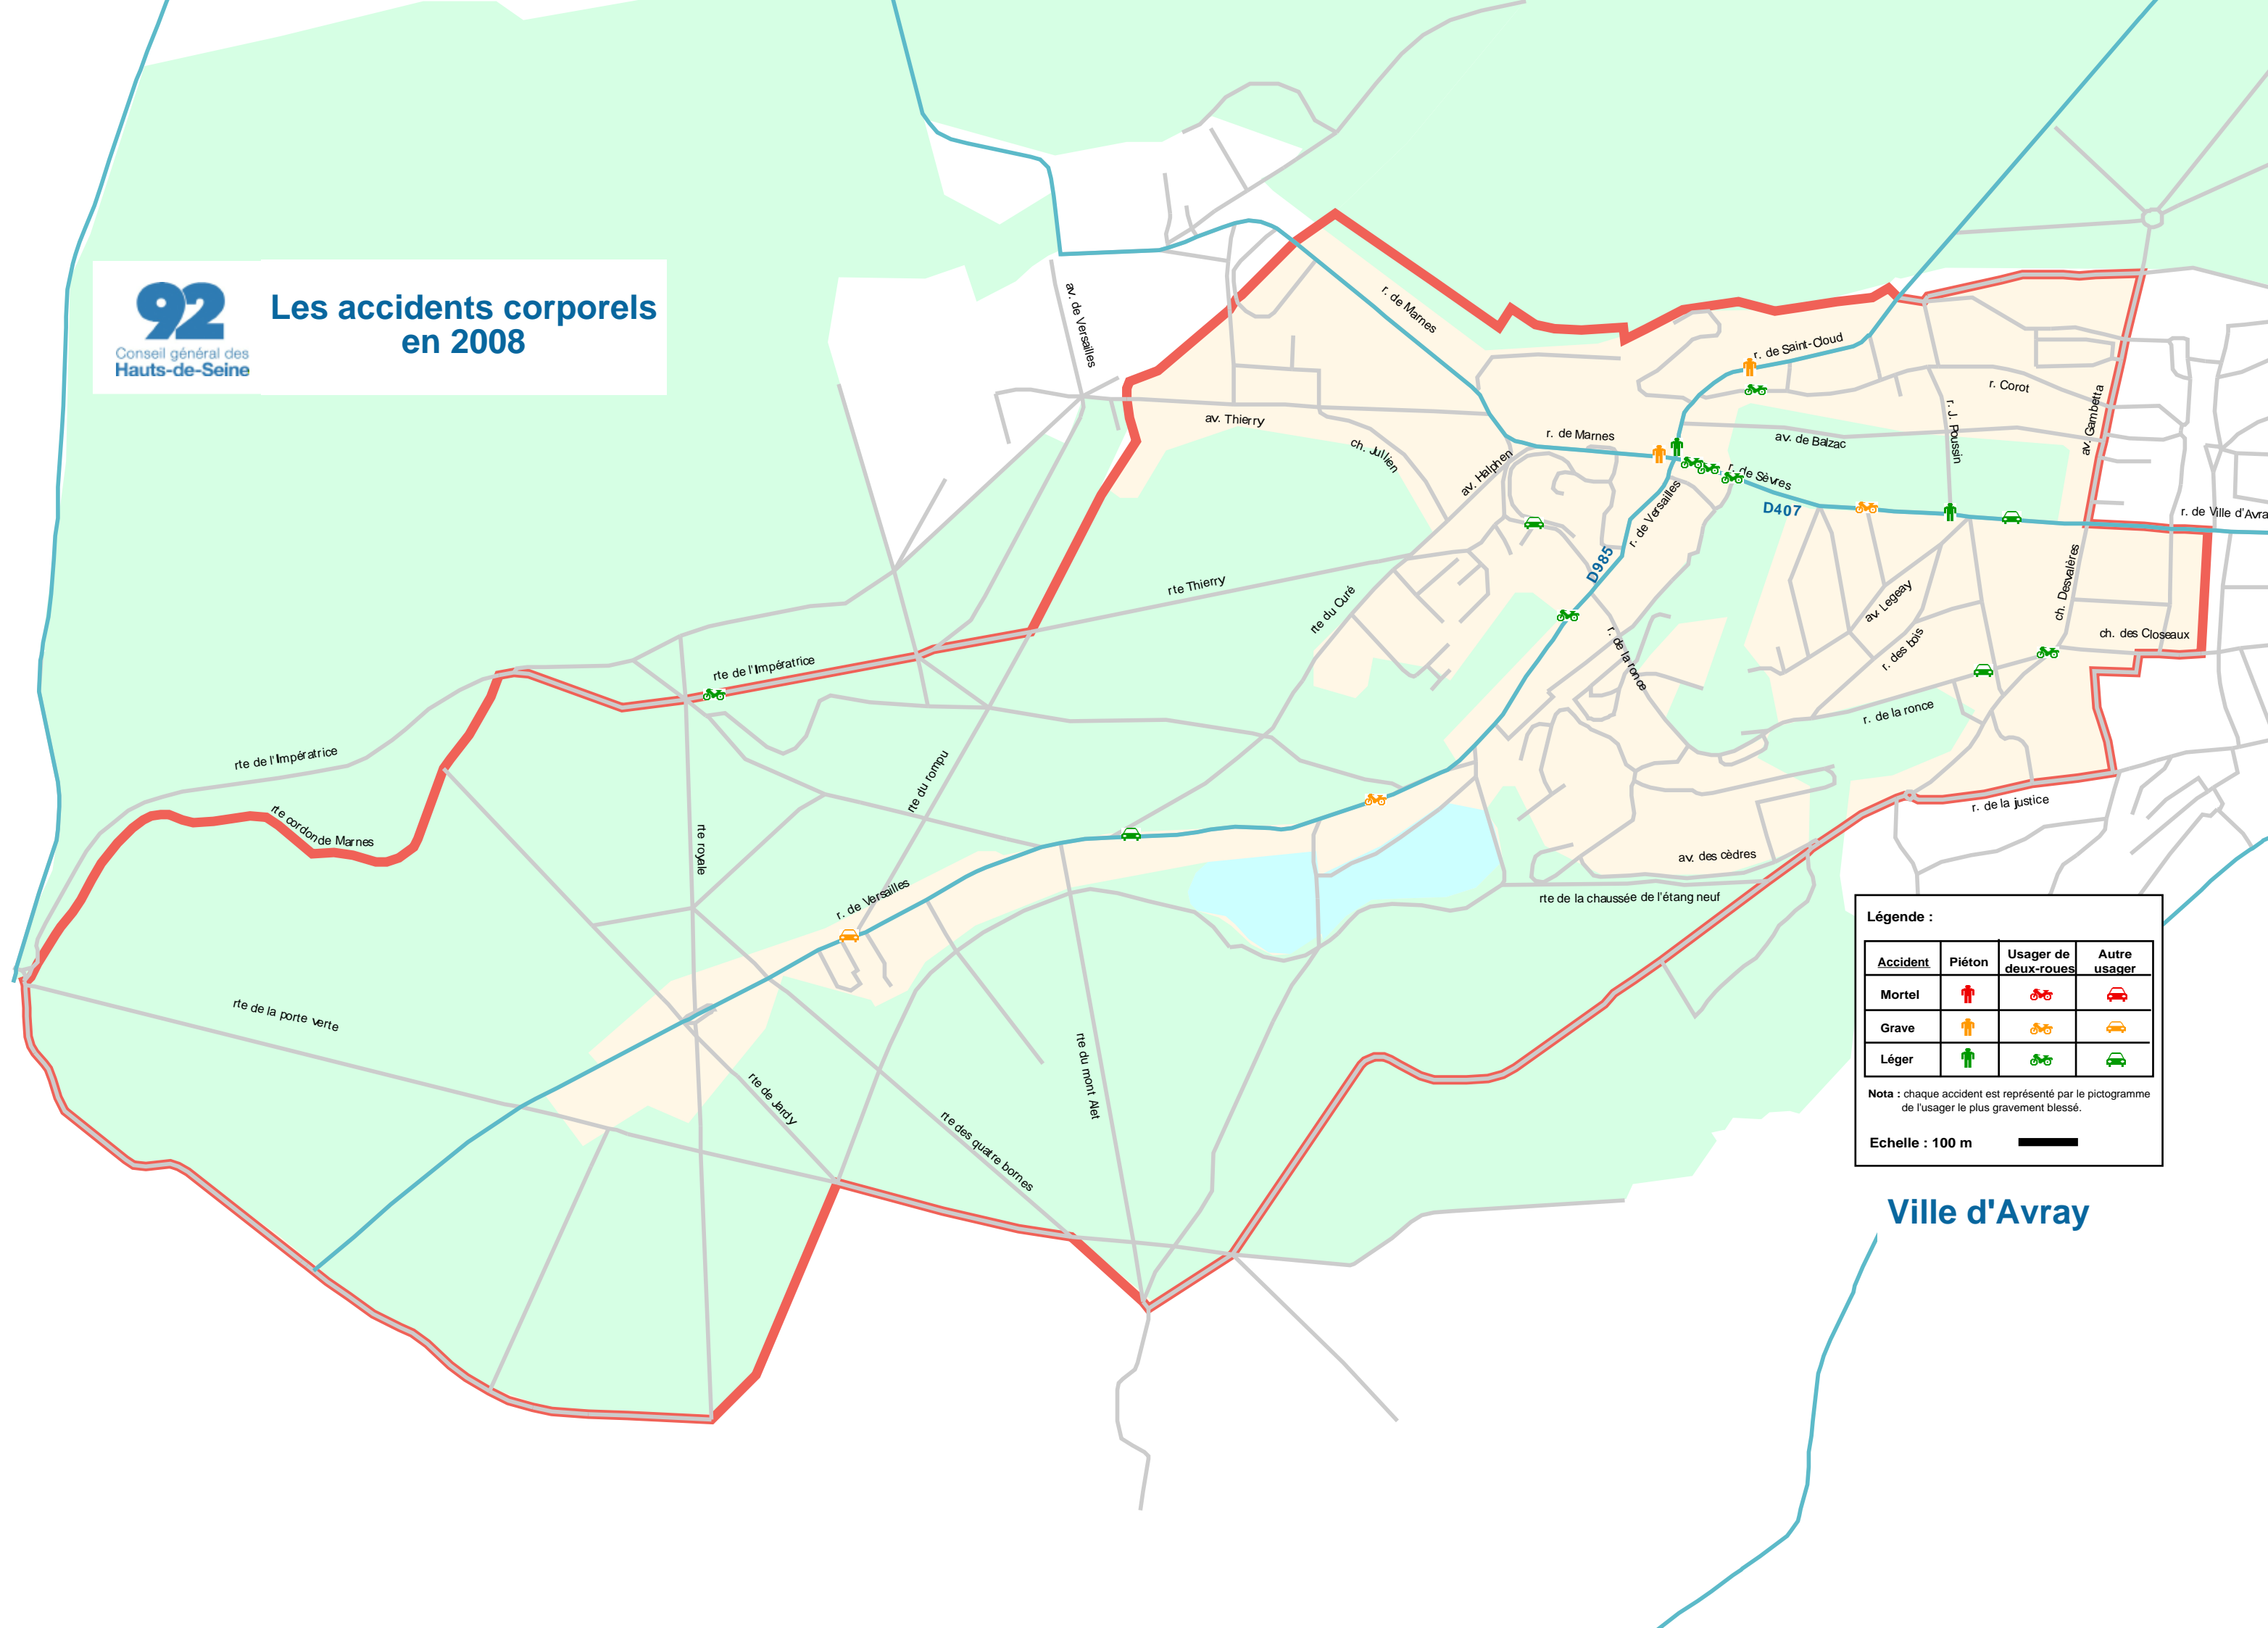 92
Conseil général des
Hauts-de-Seine
Les accidents corporels
en 2008
av. de Versailles
r. de Marnes
r. de Saint-Cloud
r. Corot
av. Gambetta
r. J. Poussin
av. Thierry
ch. Jullien
r. de Marnes
av. de Balzac
av. Halphen
r. de Sèvres
r. de Versailles
D407
r. de Ville d'Avra
D985
rte Thierry
rte du Curé
ch. Desvalères
av. Legeay
r. des bois
ch. des Closeaux
r. de la ronce
rte de l'Impératrice
r. de la ronce
rte de l'Impératrice
rte du rompu
rte cordon de Marnes
rte royale
r. de la justice
av. des cèdres
r. de Versailles
rte de la chaussée de l'étang neuf
rte de la porte verte
rte du mont Alet
rte de Jardy
rte des quatre bornes
Légende :
Accident Piéton Usager de deux-roues Autre usager
Mortel
Grave
Léger
Nota : chaque accident est représenté par le pictogramme
de l'usager le plus gravement blessé.
Echelle : 100 m
Ville d'Avray